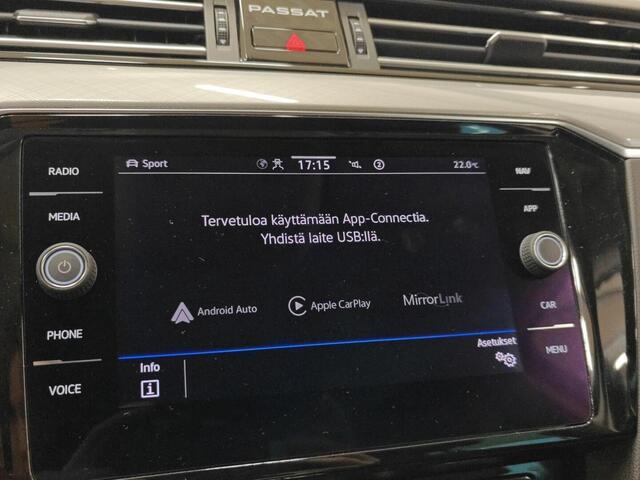 PASSAT
RADIO
MEDIA
PHONE
VOICE
Sport
17:15
2
22.0°C
Tervetuloa käyttämään App-Connectia.
Yhdistä laite USB:llä.
Android Auto
Apple CarPlay
MirrorLink
Info
Asetukset
NAV
APP
CAR
MENU